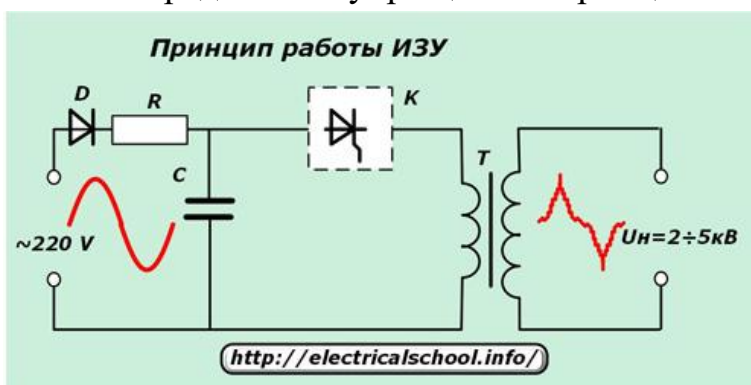 Принцип работы ИЗУ
D
R
K
C
T
~220 V
Uн=2÷5кВ
http://electricalschool.info/